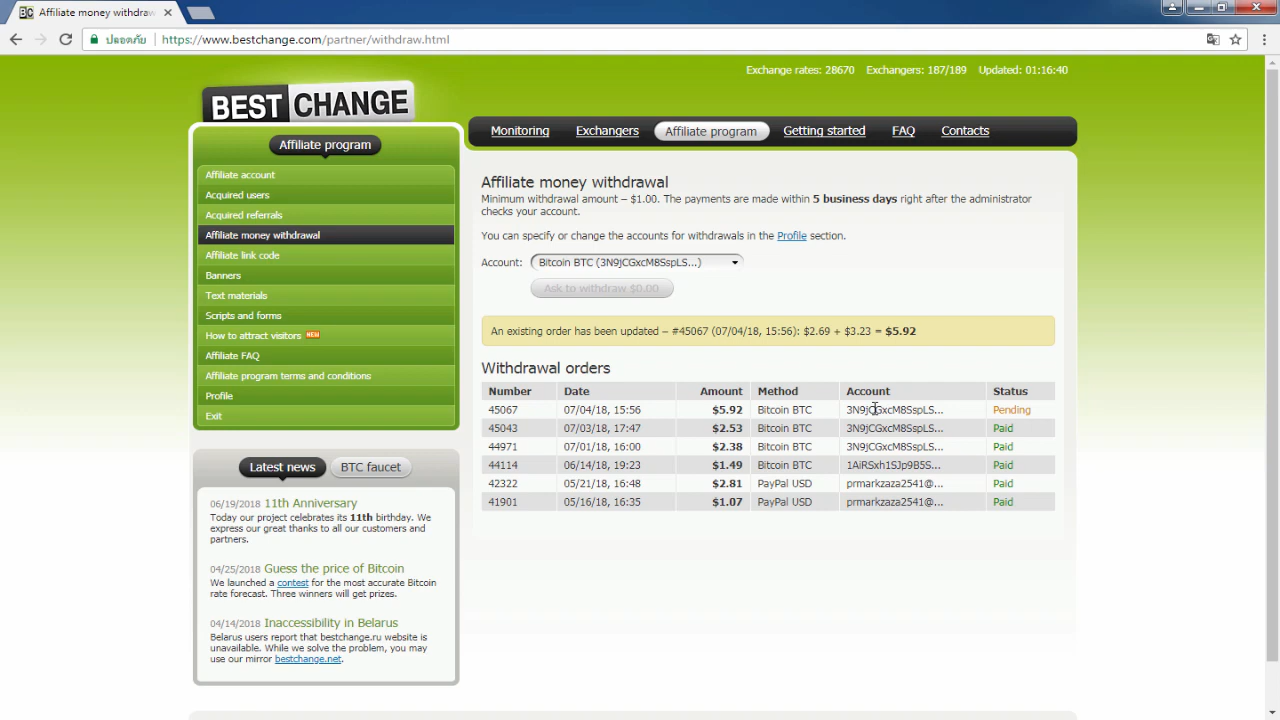 Affiliate money withdraw
ปลอดภัย
https://www.bestchange.com/partner/withdraw.html
Exchange rates: 28670 Exchangers: 187/189 Updated: 01:16:40
BESTCHANGE
Monitoring Exchangers Affiliate program Getting started FAQ Contacts
Affiliate program
Affiliate account
Acquired users
Acquired referrals
Affiliate money withdrawal
Affiliate link code
Banners
Text materials
Scripts and forms
How to attract visitors NEW
Affiliate FAQ
Affiliate program terms and conditions
Profile
Exit
Latest news BTC faucet
06/19/2018 11th Anniversary
Today our project celebrates its 11th birthday. We
express our great thanks to all our customers and
partners.
04/25/2018 Guess the price of Bitcoin
We launched a contest for the most accurate Bitcoin
rate forecast. Three winners will get prizes.
04/14/2018 Inaccessibility in Belarus
Belarus users report that bestchange.ru website is
unavailable. While we solve the problem, you may
use our mirror bestchange.net.
Affiliate money withdrawal
Minimum withdrawal amount – $1.00. The payments are made within 5 business days right after the administrator
checks your account.
You can specify or change the accounts for withdrawals in the Profile section.
Account: Bitcoin BTC (3N9JCGxcM8SspLS...)
Ask to withdraw $0.00
An existing order has been updated – #45067 (07/04/18, 15:56): $2.69 + $3.23 = $5.92
Withdrawal orders
Number Date Amount Method Account Status
45067 07/04/18, 15:56 $5.92 Bitcoin BTC 3N9jCGxcM8SspLS... Pending
45043 07/03/18, 17:47 $2.53 Bitcoin BTC 3N9jCGxcM8SspLS... Paid
44971 07/01/18, 16:00 $2.38 Bitcoin BTC 3N9jCGxcM8SspLS... Paid
44114 06/14/18, 19:23 $1.49 Bitcoin BTC 1AiRSxh1SJp9B5S... Paid
42322 05/21/18, 16:48 $2.81 PayPal USD prmarkzaza2541@... Paid
41901 05/16/18, 16:35 $1.07 PayPal USD prmarkzaza2541@... Paid